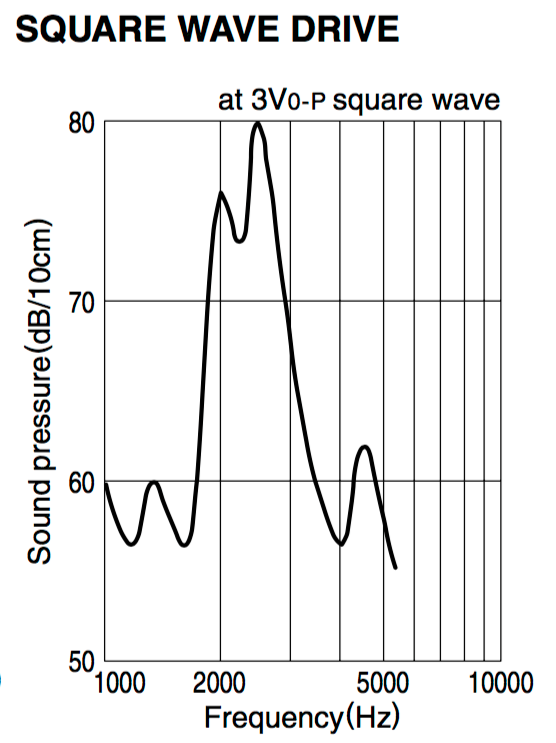 SQUARE WAVE DRIVE
at 3V0-P square wave
80
70
60
50
Sound pressure(dB/10cm)
1000 2000 5000 10000
Frequency(Hz)